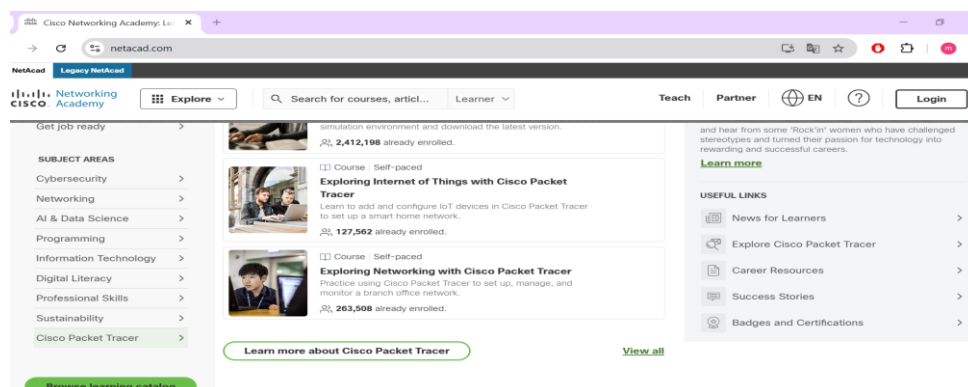 Cisco Networking Academy: Le
netacad.com
NetAcad Legacy NetAcad
CISCO Networking Academy
Explore
Search for courses, articl... Learner
Teach Partner EN ? Login
Get job ready
SUBJECT AREAS
Cybersecurity
Networking
AI & Data Science
Programming
Information Technology
Digital Literacy
Professional Skills
Sustainability
Cisco Packet Tracer
Browse learning catalog
simulation environment and download the latest version.
2,412,198 already enrolled.
Course Self-paced
Exploring Internet of Things with Cisco Packet
Tracer
Learn to add and configure IoT devices in Cisco Packet Tracer
to set up a smart home network.
127,562 already enrolled.
Course Self-paced
Exploring Networking with Cisco Packet Tracer
Practice using Cisco Packet Tracer to set up, manage, and
monitor a branch office network.
263,508 already enrolled.
Learn more about Cisco Packet Tracer
View all
and hear from some 'Rock'in' women who have challenged
stereotypes and turned their passion for technology into
rewarding and successful careers.
Learn more
USEFUL LINKS
News for Learners
Explore Cisco Packet Tracer
Career Resources
Success Stories
Badges and Certifications